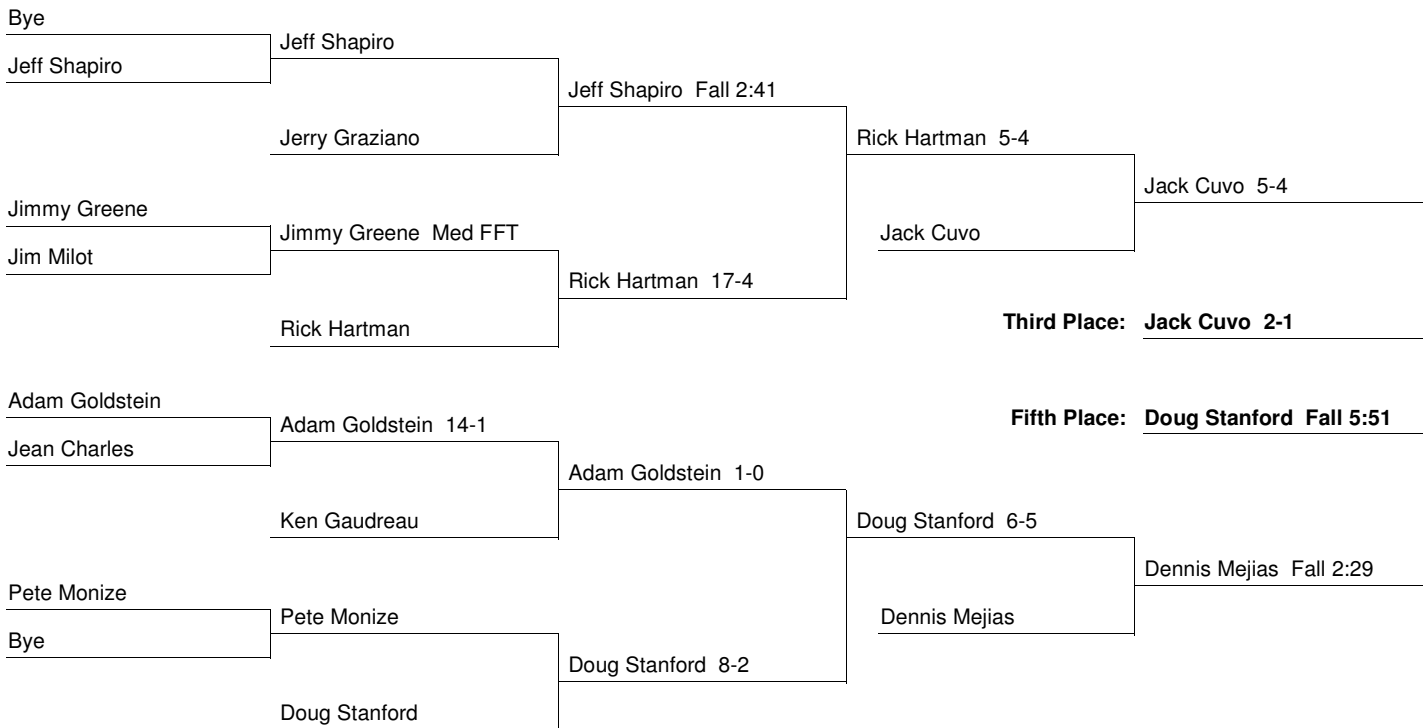 Bye
Jeff Shapiro
Jeff Shapiro
Jeff Shapiro  Fall 2:41
Jerry Graziano
Rick Hartman  5-4
Jack Cuvo  5-4
Jimmy Greene
Jimmy Greene  Med FFT
Jack Cuvo
Jim Milot
Rick Hartman  17-4
Rick Hartman
Third Place:  Jack Cuvo  2-1
Adam Goldstein
Adam Goldstein  14-1
Fifth Place:  Doug Stanford  Fall 5:51
Jean Charles
Adam Goldstein  1-0
Ken Gaudreau
Doug Stanford  6-5
Dennis Mejias  Fall 2:29
Pete Monize
Pete Monize
Dennis Mejias
Bye
Doug Stanford  8-2
Doug Stanford